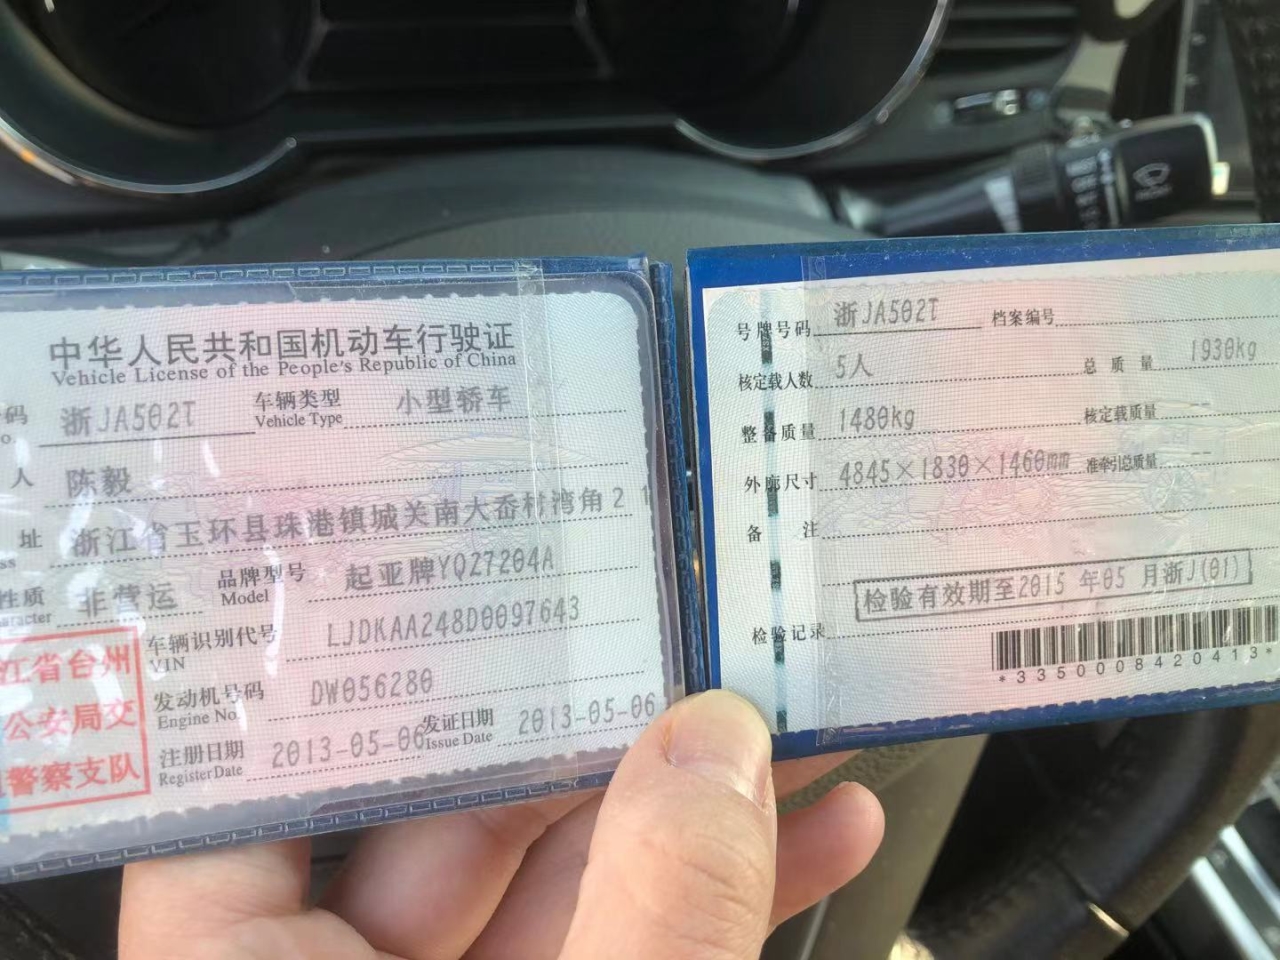 中华人民共和国机动车行驶证
Vehicle License of the People's Republic of China
码 浙JA502T 车辆类型 小型轿车
No. Vehicle Type
人 陈毅
址 浙江省玉环县珠港镇城关南大岙村湾角21
性质 非营运 品牌型号 起亚牌YQZ7204A
Character Model
车辆识别代号 LJDKAA248D0097643
VIN
发动机号码 DW056280
Engine No.
注册日期 2013-05-06 发证日期 2013-05-06
Register Date Issue Date
江省台州
公安局交
警察支队
号牌号码 浙JA502T 档案编号
核定载人数 5人 总质量 1930kg
整备质量 1480kg 核定载质量 --
外廓尺寸 4845×1830×1460mm 准牵引总质量 --
备注
检验有效期至2015年05月浙J(01)
检验记录
*3350008420413*